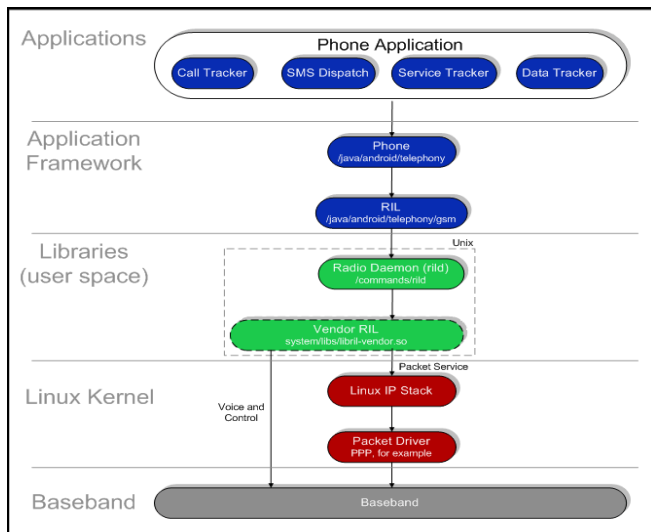 Applications
Phone Application
Call Tracker
SMS Dispatch
Service Tracker
Data Tracker
Application
Framework
Phone
/java/android/telephony
RIL
/java/android/telephony/gsm
Libraries
(user space)
Unix
Radio Daemon (rild)
/commands/rild
Vendor RIL
system/libs/libril-vendor.so
Packet Service
Linux Kernel
Linux IP Stack
Voice and
Control
Packet Driver
PPP, for example
Baseband
Baseband